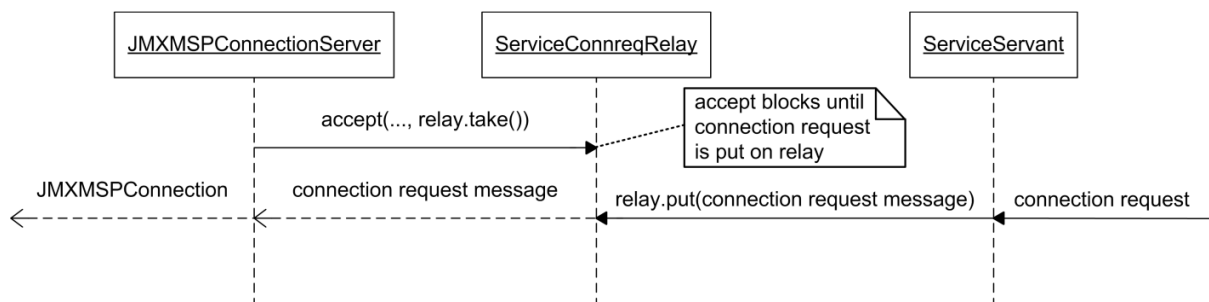 JMXMSPConnectionServer
ServiceConnreqRelay
ServiceServant
accept(..., relay.take())
accept blocks until
connection request
is put on relay
JMXMSPConnection
connection request message
relay.put(connection request message)
connection request